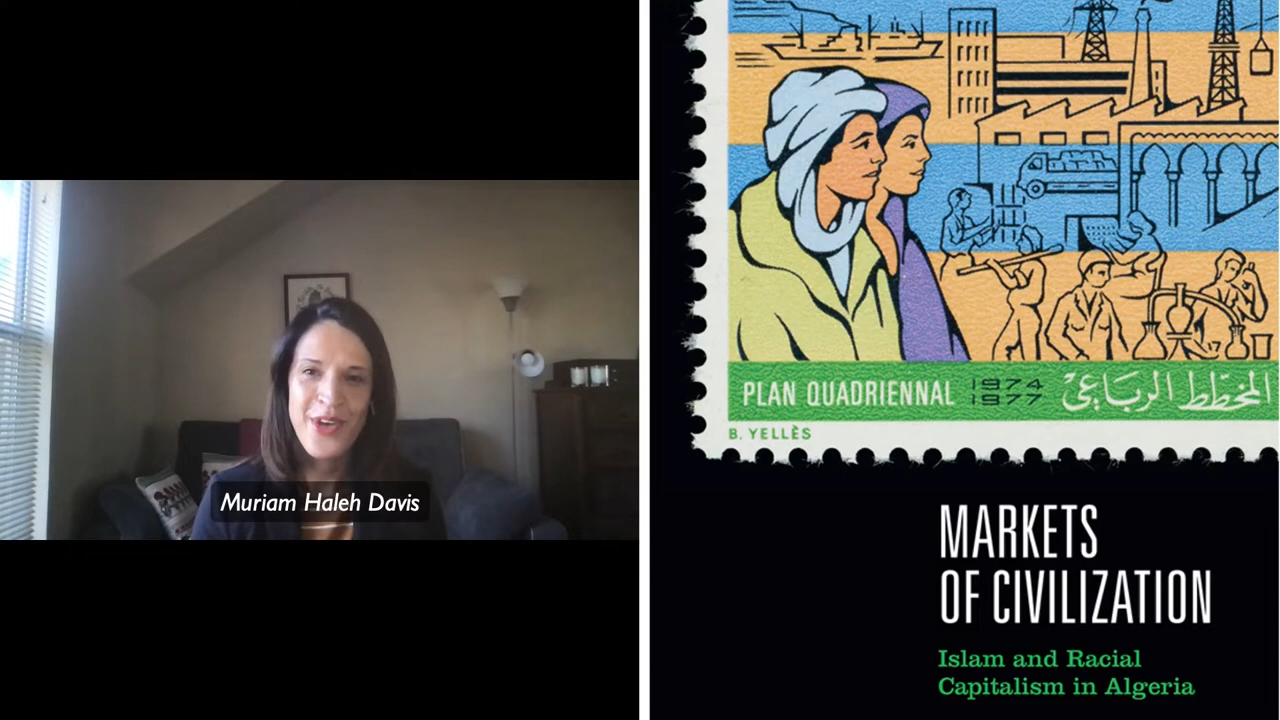 Muriam Haleh Davis
PLAN QUADRIENNAL 1974 1977 المخطط الرباعي
B. YELLÈS
MARKETS
OF CIVILIZATION
Islam and Racial
Capitalism in Algeria